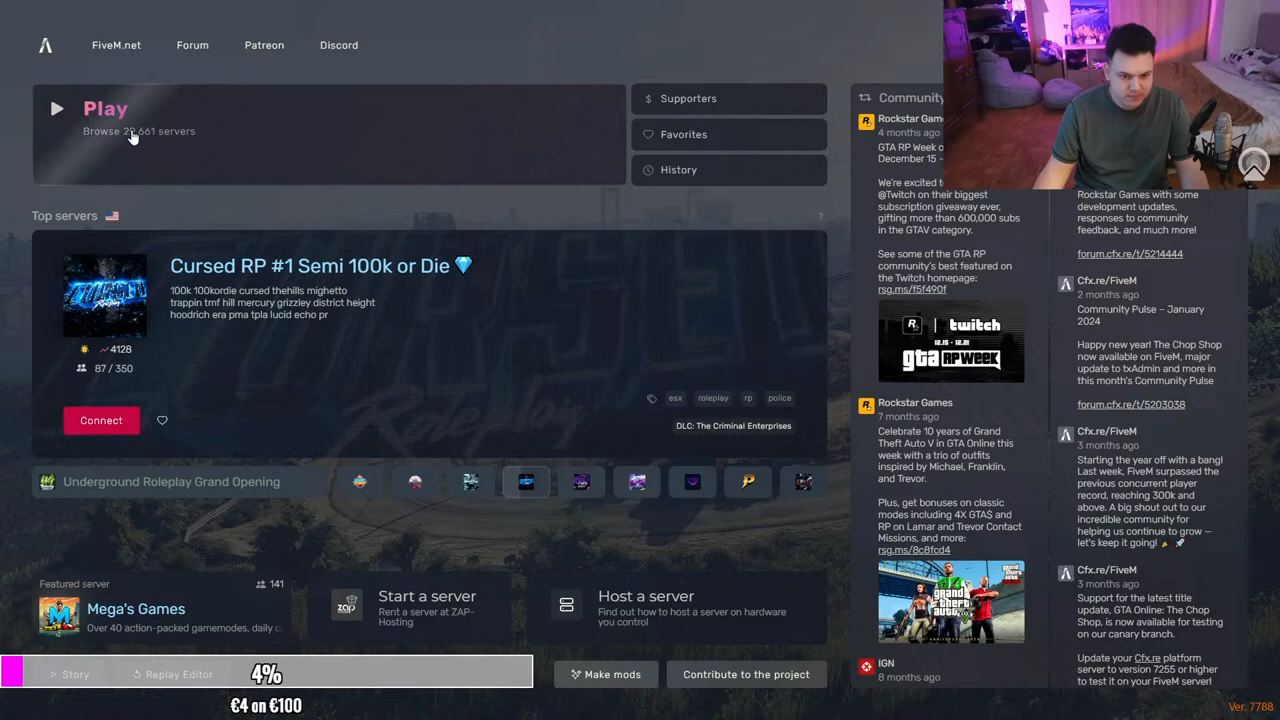 FiveM.net
Forum
Patreon
Discord
Play
Browse servers
$ Supporters
Favorites
History
Top servers
?
Cursed RP #1 Semi 100k or Die
100k 100kordie cursed thehills mighetto
trappin tmf hill mercury grizzley district height
hoodrich era pma tpla lucid echo pr
4128
87 / 350
Connect
esx
roleplay
rp
police
DLC: The Criminal Enterprises
Underground Roleplay Grand Opening
Featured server
141
Mega's Games
Over 40 action-packed gamemodes, daily
Start a server
Rent a server at ZAP-
Hosting
Host a server
Find out how to host a server on hardware
you control
Story
Replay Editor
4%
€4 on €100
Make mods
Contribute to the project
Community
Rockstar
4 months ago
GTA RP Week
December 15 –
We're excited
@Twitch on their biggest
subscription giveaway ever,
gifting more than 600,000 subs
in the GTAV category.
See some of the GTA RP
community's best featured on
the Twitch homepage:
rsg.ms/f5f490f
twitch
12.15 – 12.21
gta RPWEEK
Rockstar Games
7 months ago
Celebrate 10 years of Grand
Theft Auto V in GTA Online this
week with a trio of outfits
inspired by Michael, Franklin,
and Trevor.
Plus, get bonuses on classic
modes including 4X GTA$ and
RP on Lamar and Trevor Contact
Missions, and more:
rsg.ms/8c8fcd4
grand
theft
auto
IGN
8 months ago
Rockstar Games with some
development updates,
responses to community
feedback, and much more!
forum.cfx.re/t/5214444
Cfx.re/FiveM
2 months ago
Community Pulse – January
2024
Happy new year! The Chop Shop
now available on FiveM, major
update to txAdmin and more in
this month's Community Pulse
forum.cfx.re/t/5203038
Cfx.re/FiveM
3 months ago
Starting the year off with a bang!
Last week, FiveM surpassed the
previous concurrent player
record, reaching 300k and
above. A big shout out to our
incredible community for
helping us continue to grow —
let's keep it going!
Cfx.re/FiveM
3 months ago
Support for the latest title
update, GTA Online: The Chop
Shop, is now available for testing
on our canary branch.
Update your Cfx.re platform
server to version 7255 or higher
to test it on your FiveM server!
Ver. 7788